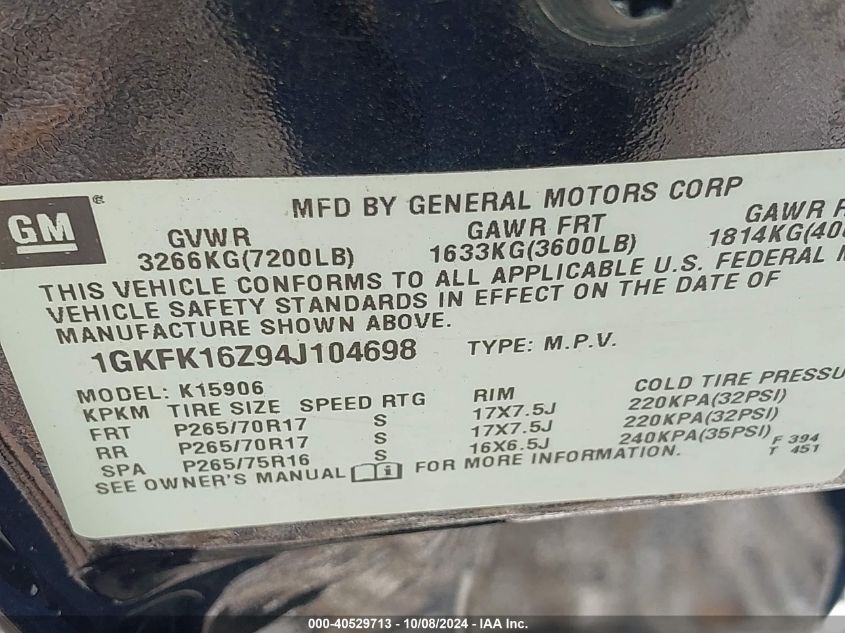 GM ®
MFD BY GENERAL MOTORS CORP
GVWR GAWR FRT GAWR
3266KG(7200LB) 1633KG(3600LB) 1814KG
THIS VEHICLE CONFORMS TO ALL APPLICABLE U.S. FEDERAL
VEHICLE SAFETY STANDARDS IN EFFECT ON THE DATE OF
MANUFACTURE SHOWN ABOVE.
1GKFK16Z94J104698 TYPE: M.P.V.
MODEL: K15906
KPKM TIRE SIZE SPEED RTG RIM COLD TIRE PRESSU
FRT P265/70R17 S 17X7.5J 220KPA(32PSI)
RR P265/70R17 S 17X7.5J 220KPA(32PSI)
SPA P265/75R16 S 16X6.5J 240KPA(35PSI) F 394
SEE OWNER'S MANUAL i FOR MORE INFORMATION. T 451
000-40529713 - 10/08/2024 - IAA Inc.